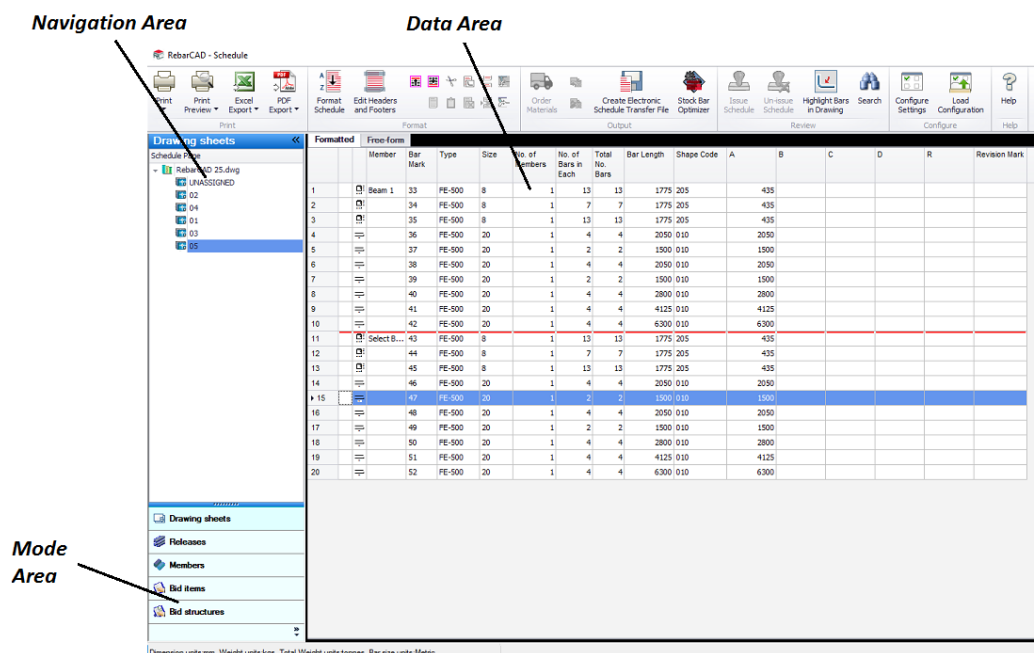 Navigation Area
Data Area
RebarCAD - Schedule
Print
Print Preview
Excel Export
PDF Export
Format Schedule
Edit Headers and Footers
Order Materials
Create Electronic Schedule Transfer File
Stock Bar Optimizer
Issue Schedule
Un-issue Schedule
Highlight Bars in Drawing
Search
Configure Settings
Load Configuration
Help
Print Format Output Review Configure Help
Drawing sheets «
Formatted Free-form
Schedule Page
RebarCAD 25.dwg
UNASSIGNED
02
04
01
03
05
Member Bar Mark Type Size No. of Members No. of Bars in Each Total No. Bars Bar Length Shape Code A B C D R Revision Mark
1 Beam 1 33 FE-500 8 1 13 13 1775 205 435
2 34 FE-500 8 1 7 7 1775 205 435
3 35 FE-500 8 1 13 13 1775 205 435
4 36 FE-500 20 1 4 4 2050 010 2050
5 37 FE-500 20 1 2 2 1500 010 1500
6 38 FE-500 20 1 4 4 2050 010 2050
7 39 FE-500 20 1 2 2 1500 010 1500
8 40 FE-500 20 1 4 4 2800 010 2800
9 41 FE-500 20 1 4 4 4125 010 4125
10 42 FE-500 20 1 4 4 6300 010 6300
11 Select B... 43 FE-500 8 1 13 13 1775 205 435
12 44 FE-500 8 1 7 7 1775 205 435
13 45 FE-500 8 1 13 13 1775 205 435
14 46 FE-500 20 1 4 4 2050 010 2050
15 47 FE-500 20 1 2 2 1500 010 1500
16 48 FE-500 20 1 4 4 2050 010 2050
17 49 FE-500 20 1 2 2 1500 010 1500
18 50 FE-500 20 1 4 4 2800 010 2800
19 51 FE-500 20 1 4 4 4125 010 4125
20 52 FE-500 20 1 4 4 6300 010 6300
Drawing sheets
Releases
Mode Area
Members
Bid items
Bid structures
»
Dimension units:mm Weight units:kgs Total Weight units:tonnes Bar size units:Metric